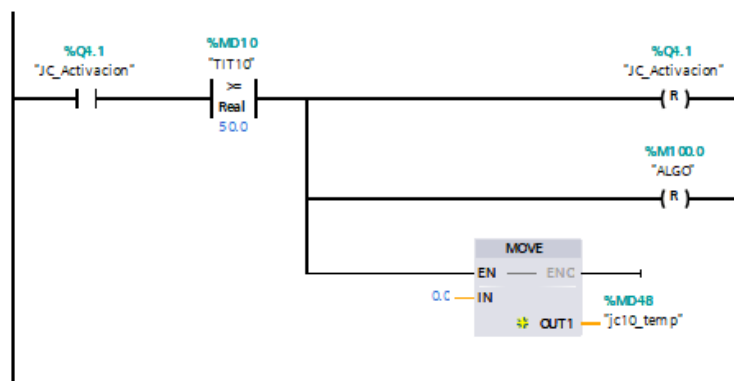 %Q4.1
"JC_Activacion"
%MD10
"TIT10"
>=
Real
50.0
%Q4.1
"JC_Activacion"
( R )
%M100.0
"ALGO"
( R )
MOVE
EN ENC
0.0 IN
%MD48
OUT1 "jc10_temp"